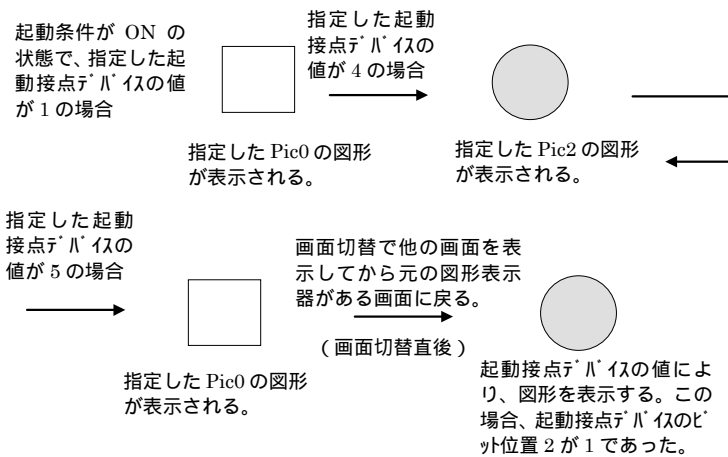 起動条件が ON の
状態で、指定した起
動接点ﾃﾞﾊﾞｲｽの値
が 1 の場合
指定した起動
接点ﾃﾞﾊﾞｲｽの
値が 4 の場合
指定した Pic0 の図形
が表示される。
指定した Pic2 の図形
が表示される。
指定した起動
接点ﾃﾞﾊﾞｲｽの
値が 5 の場合
指定した Pic0 の図形
が表示される。
画面切替で他の画面を表
示してから元の図形表示
器がある画面に戻る。
(画面切替直後)
起動接点ﾃﾞﾊﾞｲｽの値によ
り、図形を表示する。この
場合、起動接点ﾃﾞﾊﾞｲｽのﾋﾞ
ｯﾄ位置 2 が 1 であった。